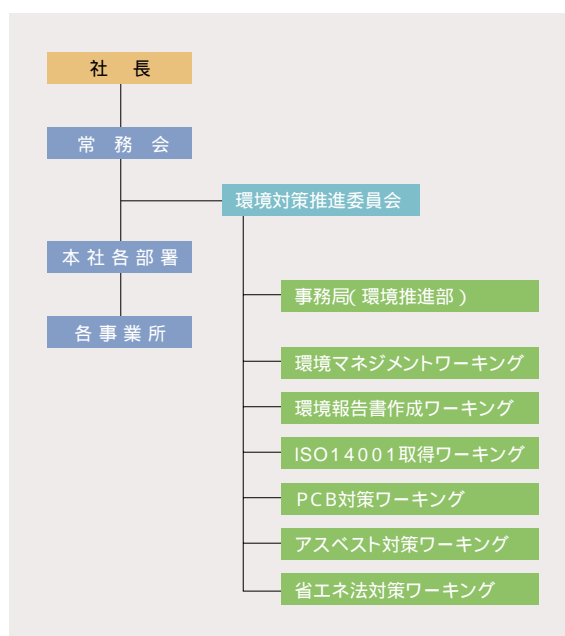 社長
常務会
環境対策推進委員会
本社各部署
事務局(環境推進部)
各事業所
環境マネジメントワーキング
環境報告書作成ワーキング
ISO14001取得ワーキング
PCB対策ワーキング
アスベスト対策ワーキング
省エネ法対策ワーキング